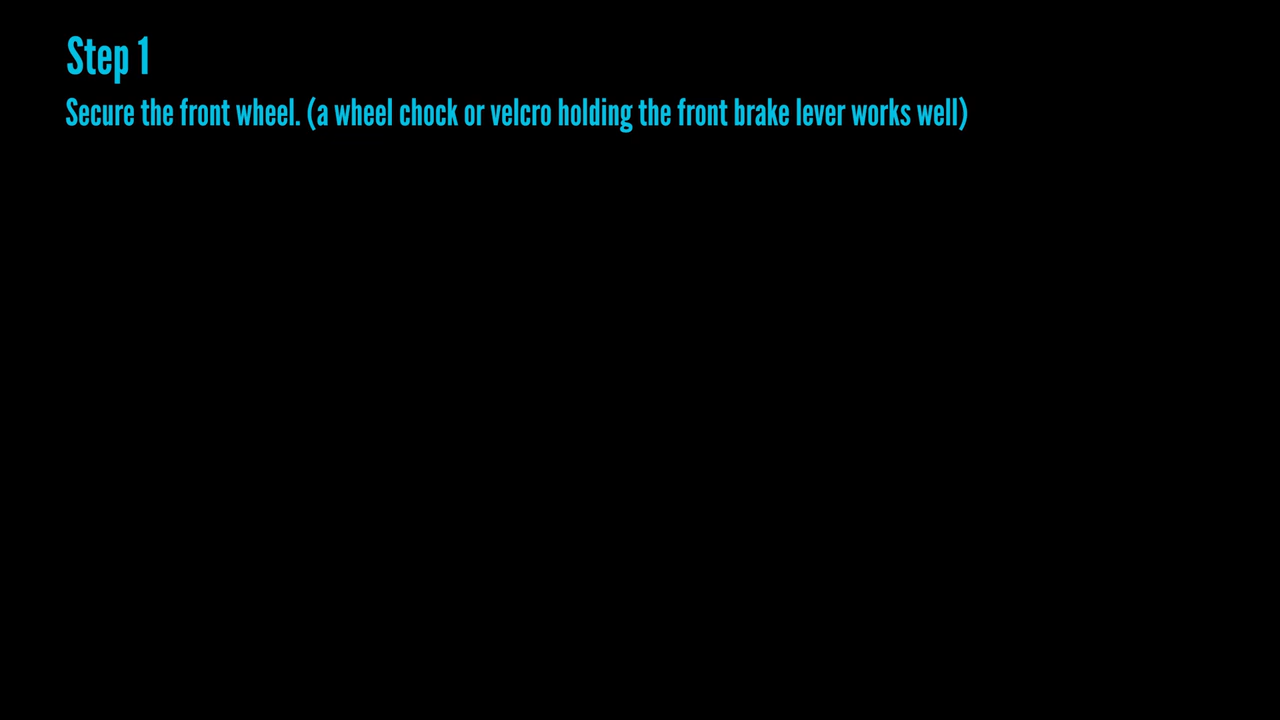 Step 1
Secure the front wheel. (a wheel chock or velcro holding the front brake lever works well)